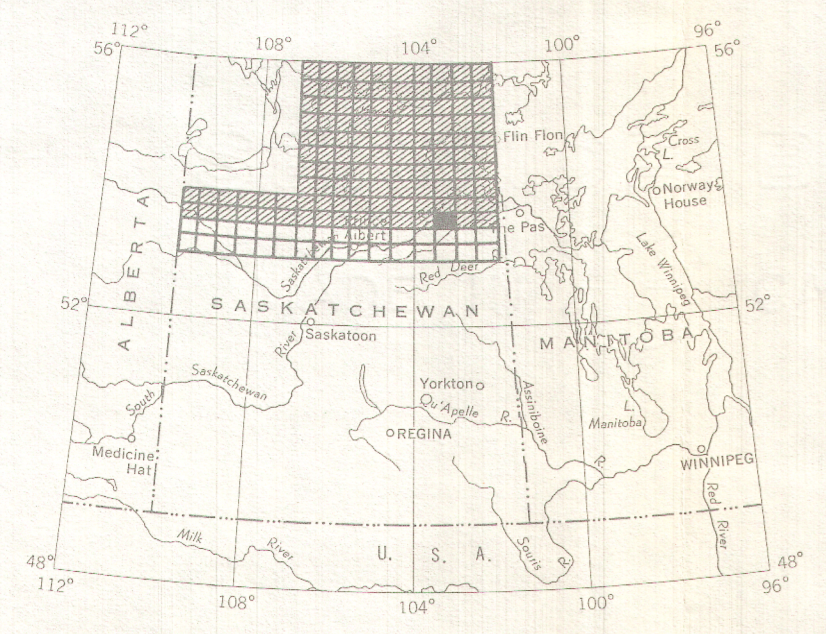 112° 108° 104° 100° 96°
56° 56°
Flin Flon
Cross
L.
Norway
House
Albert
The Pas
Saskatchewan
Red Deer
Lake Winnipeg
ALBERTA
52° 52°
SASKATCHEWAN
MANITOBA
Saskatoon
River
Saskatchewan
South
Yorkton
Qu'Appelle R.
Assiniboine
R.
L.
Manitoba
REGINA
Medicine
Hat
WINNIPEG
Red
River
Milk River
U. S. A.
Souris
R.
48° 48°
112° 108° 104° 100° 96°